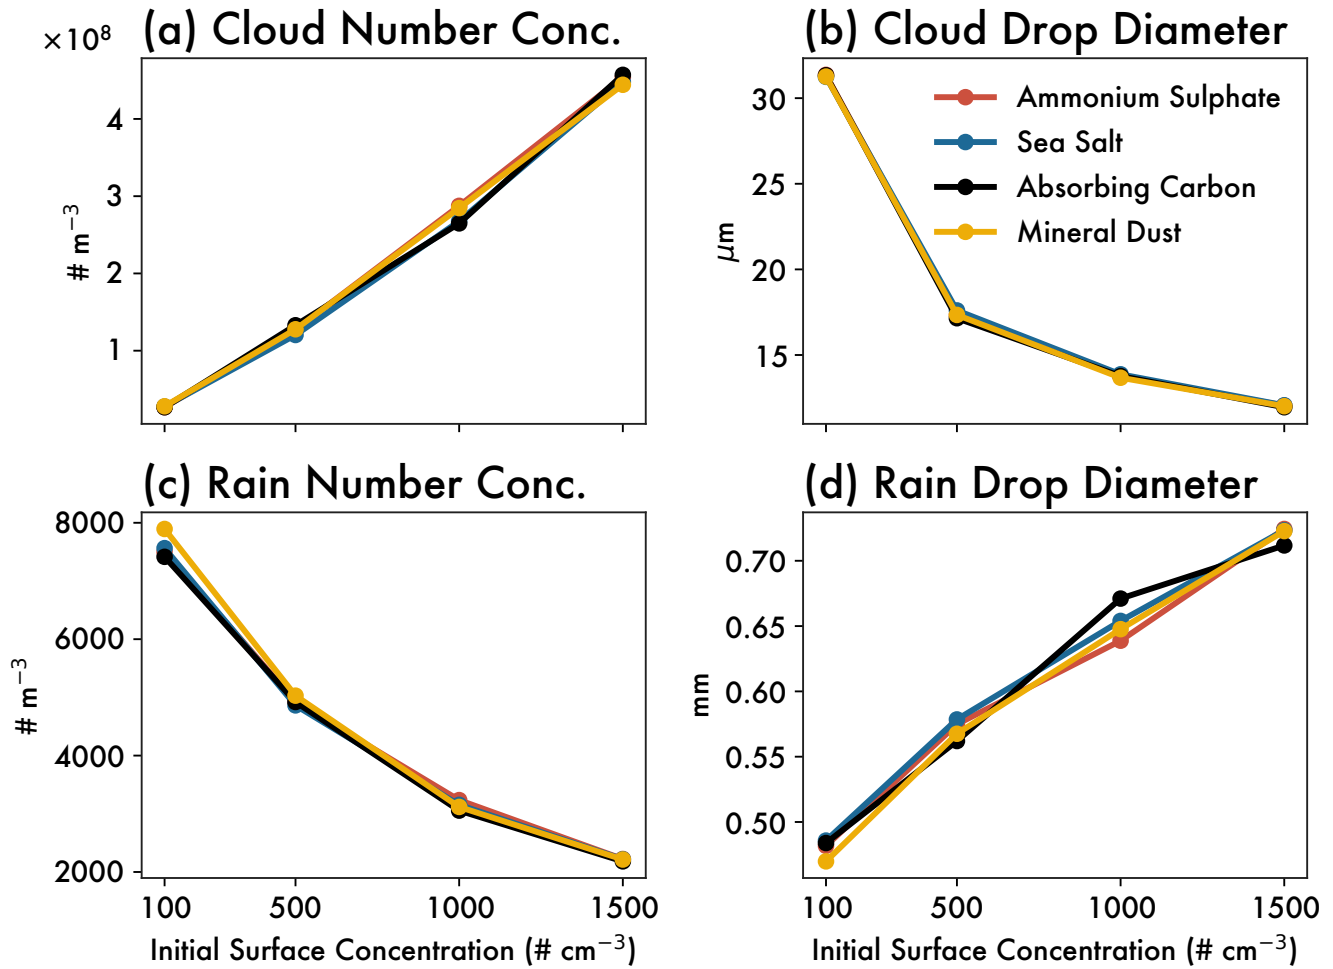 (a) Cloud Number Conc.
×10⁸
4
3
2
1
# m⁻³
(b) Cloud Drop Diameter
30
25
20
15
μm
Ammonium Sulphate
Sea Salt
Absorbing Carbon
Mineral Dust
(c) Rain Number Conc.
8000
6000
4000
2000
# m⁻³
100 500 1000 1500
Initial Surface Concentration (# cm⁻³)
(d) Rain Drop Diameter
0.70
0.65
0.60
0.55
0.50
mm
100 500 1000 1500
Initial Surface Concentration (# cm⁻³)